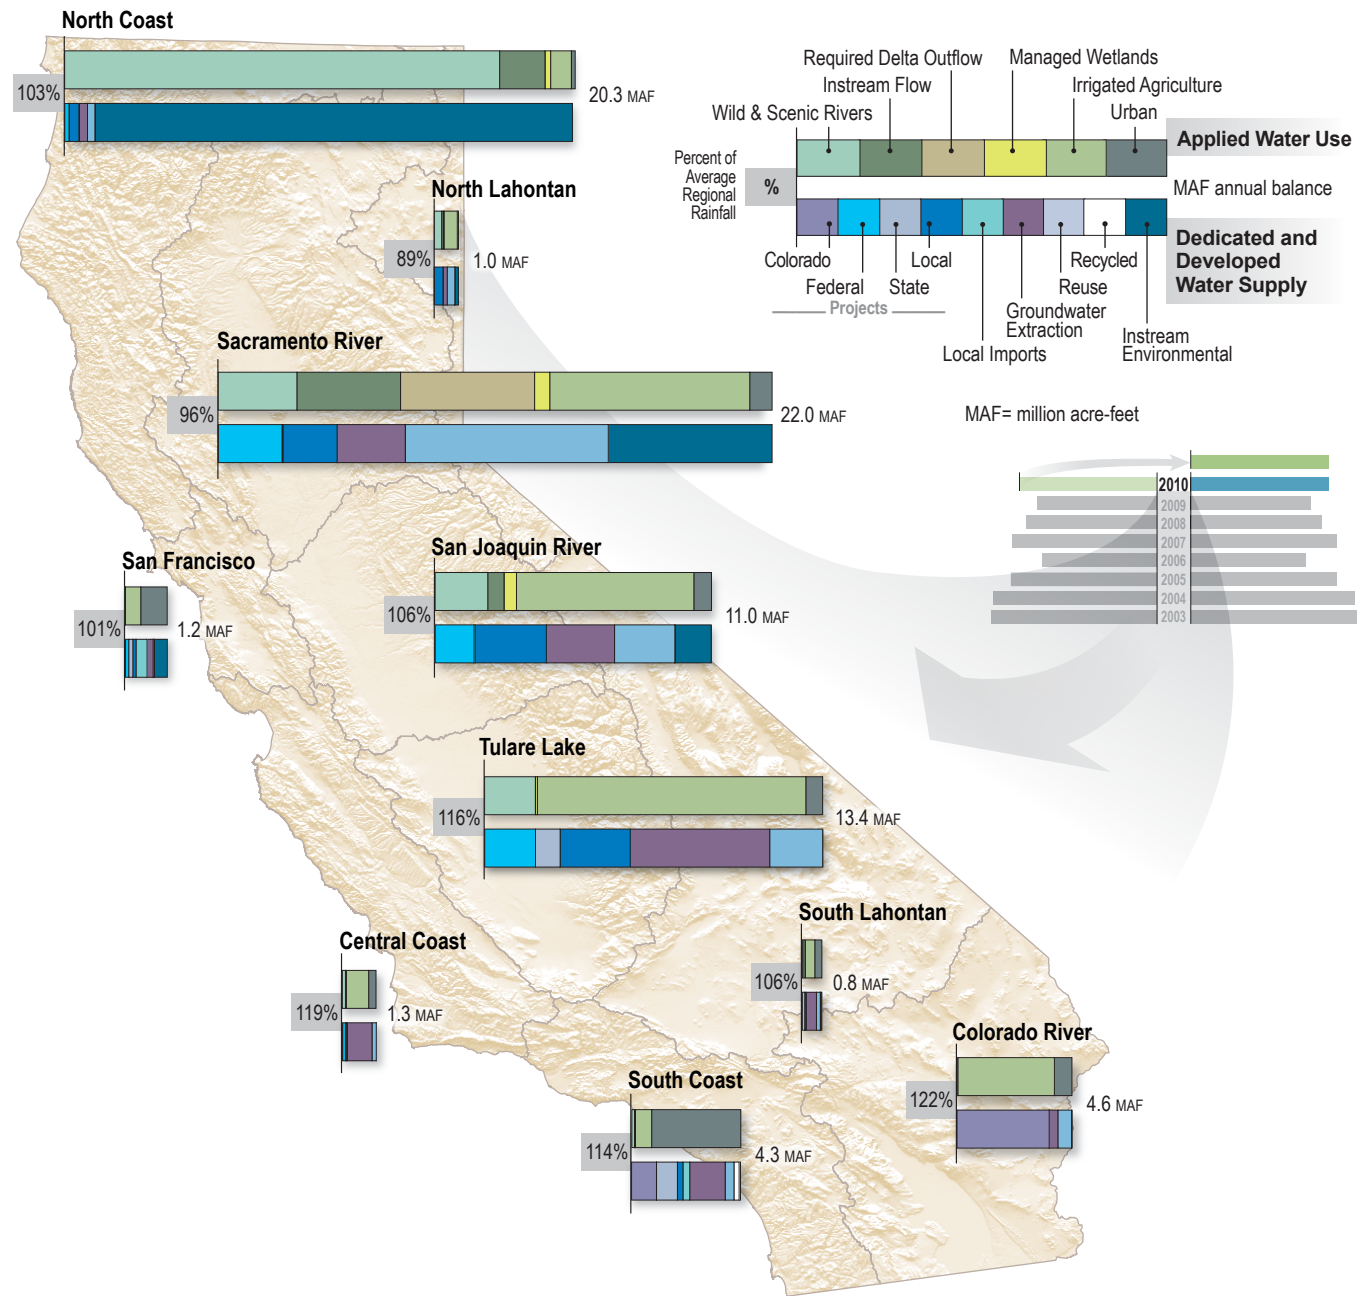 North Coast
103%
20.3 MAF
Required Delta Outflow
Managed Wetlands
Instream Flow
Irrigated Agriculture
Wild & Scenic Rivers
Urban
Applied Water Use
Percent of
Average
Regional
Rainfall
%
MAF annual balance
Dedicated and
Developed
Water Supply
Colorado
Local
Recycled
Federal
State
Reuse
Projects
Groundwater
Extraction
Instream
Environmental
Local Imports
MAF= million acre-feet
North Lahontan
89%
1.0 MAF
Sacramento River
96%
22.0 MAF
2010
2009
2008
2007
2006
2005
2004
2003
San Francisco
101%
1.2 MAF
San Joaquin River
106%
11.0 MAF
Tulare Lake
116%
13.4 MAF
South Lahontan
106%
0.8 MAF
Central Coast
119%
1.3 MAF
Colorado River
122%
4.6 MAF
South Coast
114%
4.3 MAF